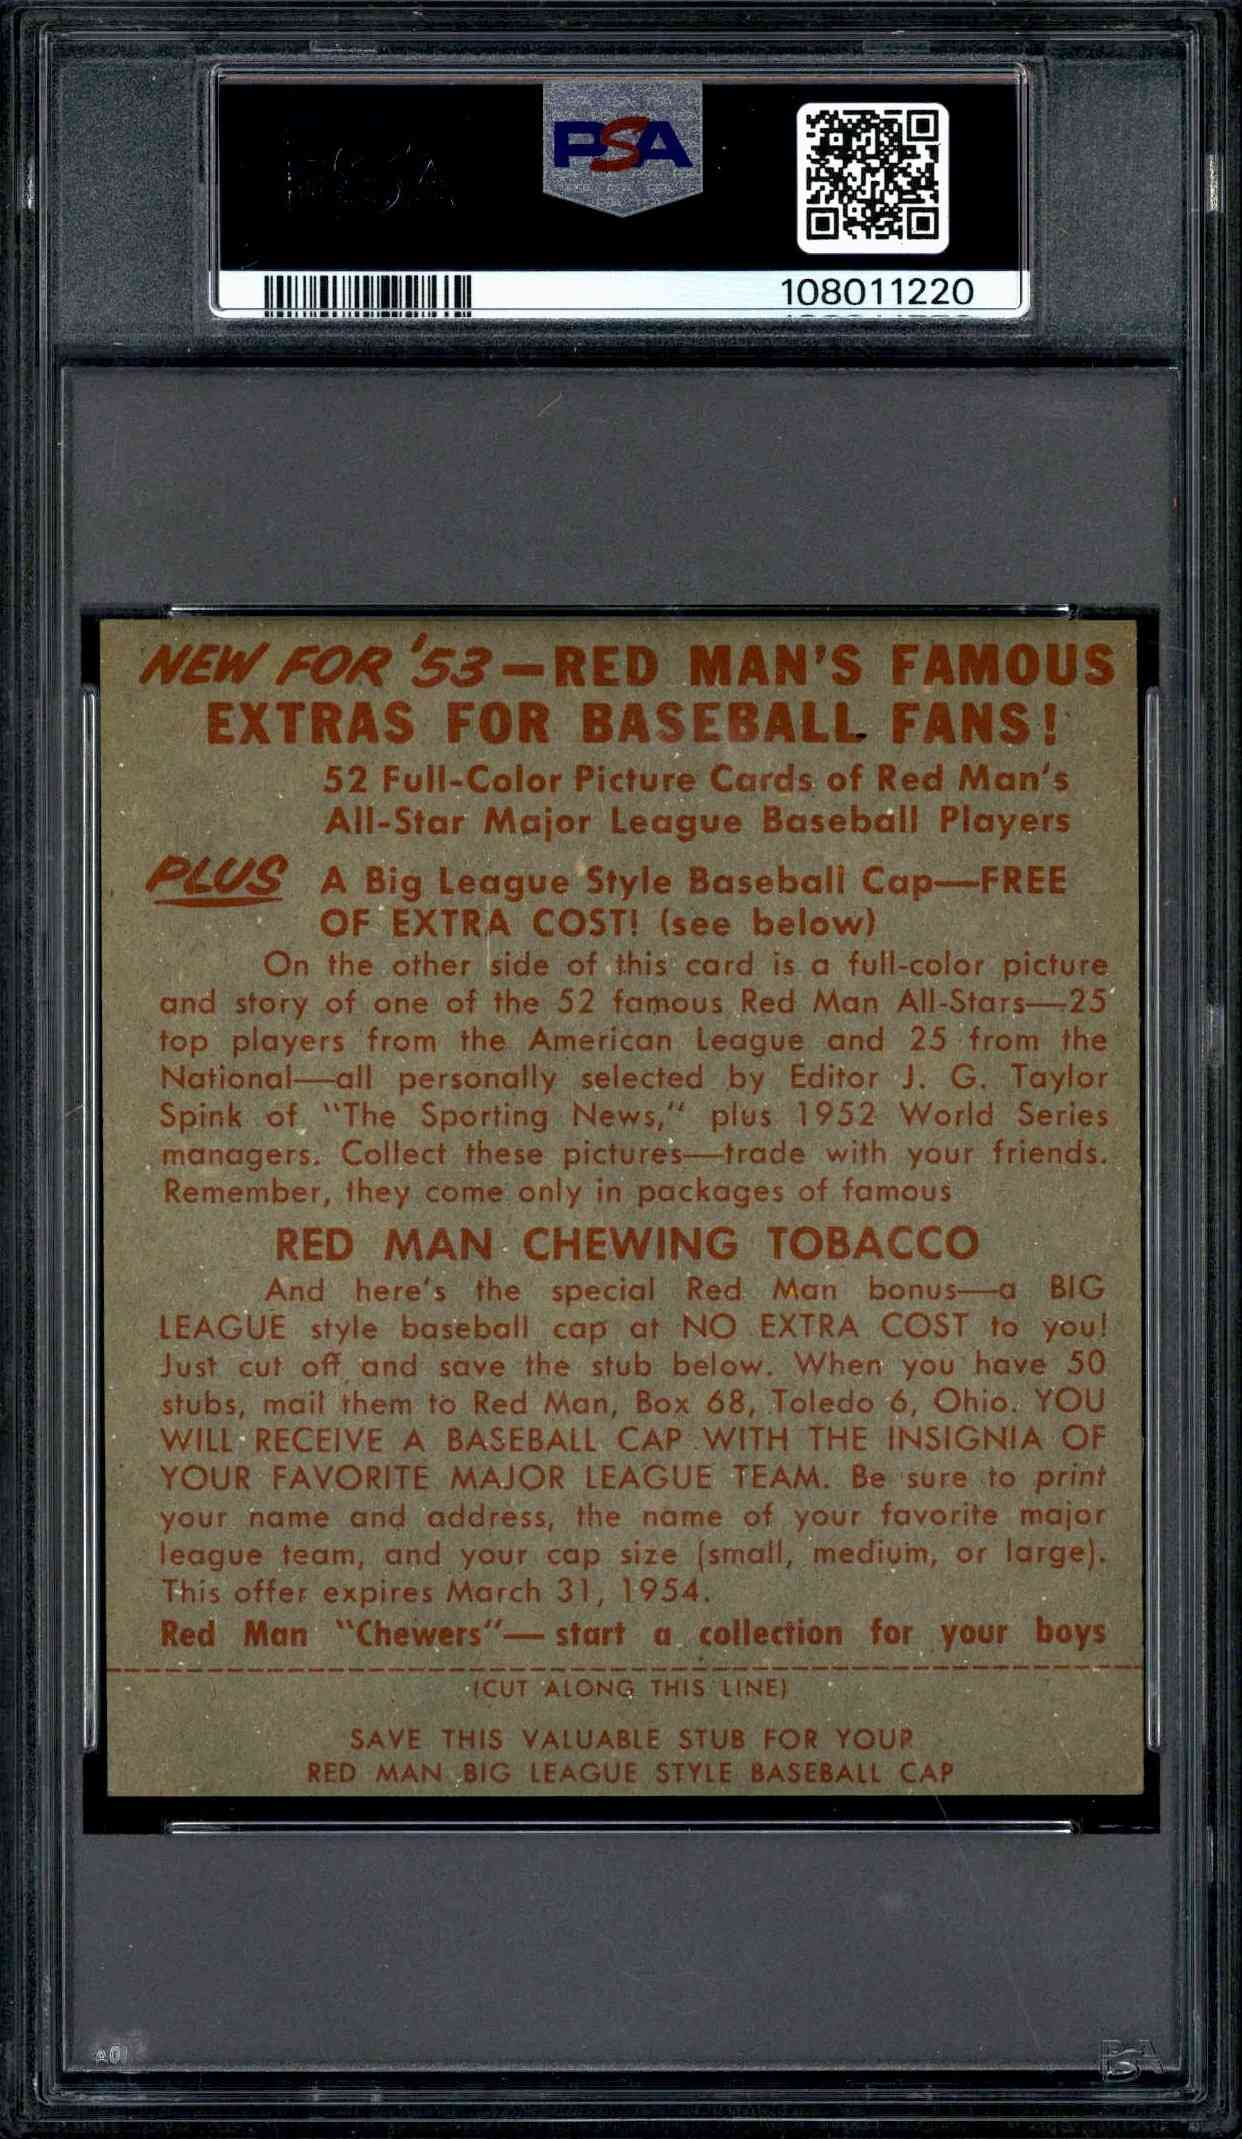 PSA
108011220
NEW FOR '53—RED MAN'S FAMOUS
EXTRAS FOR BASEBALL FANS!
52 Full-Color Picture Cards of Red Man's
All-Star Major League Baseball Players
PLUS A Big League Style Baseball Cap—FREE
OF EXTRA COST! (see below)
On the other side of this card is a full-color picture
and story of one of the 52 famous Red Man All-Stars—25
top players from the American League and 25 from the
National—all personally selected by Editor J. G. Taylor
Spink of "The Sporting News," plus 1952 World Series
managers. Collect these pictures—trade with your friends.
Remember, they come only in packages of famous
RED MAN CHEWING TOBACCO
And here's the special Red Man bonus—a BIG
LEAGUE style baseball cap at NO EXTRA COST to you!
Just cut off and save the stub below. When you have 50
stubs, mail them to Red Man, Box 68, Toledo 6, Ohio. YOU
WILL RECEIVE A BASEBALL CAP WITH THE INSIGNIA OF
YOUR FAVORITE MAJOR LEAGUE TEAM. Be sure to print
your name and address, the name of your favorite major
league team, and your cap size (small, medium, or large).
This offer expires March 31, 1954.
Red Man "Chewers"—start a collection for your boys
(CUT ALONG THIS LINE)
SAVE THIS VALUABLE STUB FOR YOUR
RED MAN BIG LEAGUE STYLE BASEBALL CAP
PSA